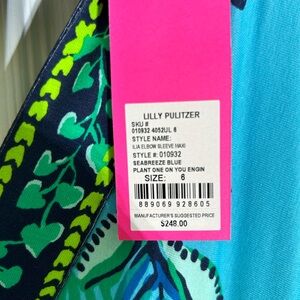 LILLY PULITZER
SKU #
010932 4052UL 6
STYLE NAME:
ILIA ELBOW SLEEVE MAXI
STYLE #: 010932
SEABREEZE BLUE
PLANT ONE ON YOU ENGIN
SIZE: 6
889069 928605
MANUFACTURER'S SUGGESTED PRICE
$248.00